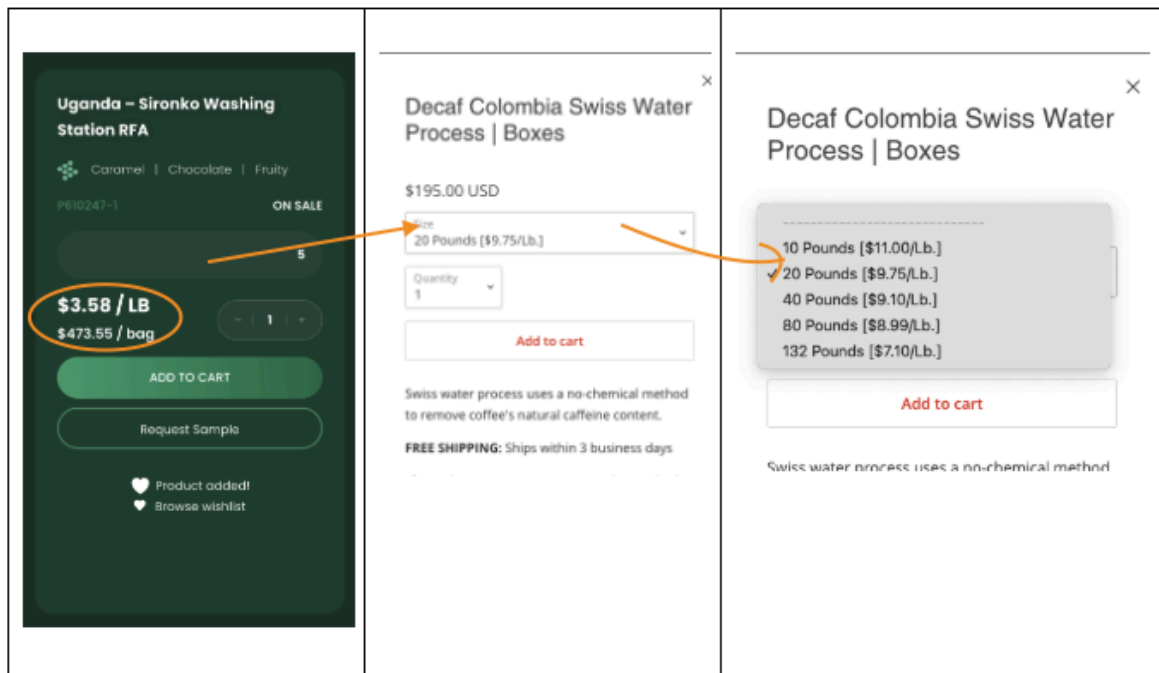 Uganda – Sironko Washing
Station RFA
Caramel | Chocolate | Fruity
P610247-1
ON SALE
5
$3.58 / LB
$473.55 / bag
- | 1 | +
ADD TO CART
Request Sample
Product added!
Browse wishlist
Decaf Colombia Swiss Water
Process | Boxes
$195.00 USD
Size
20 Pounds [$9.75/Lb.]
Quantity
1
Add to cart
Swiss water process uses a no-chemical method
to remove coffee's natural caffeine content.
FREE SHIPPING: Ships within 3 business days
Decaf Colombia Swiss Water
Process | Boxes
10 Pounds [$11.00/Lb.]
✓ 20 Pounds [$9.75/Lb.]
40 Pounds [$9.10/Lb.]
80 Pounds [$8.99/Lb.]
132 Pounds [$7.10/Lb.]
Add to cart
Swiss water process uses a no-chemical method